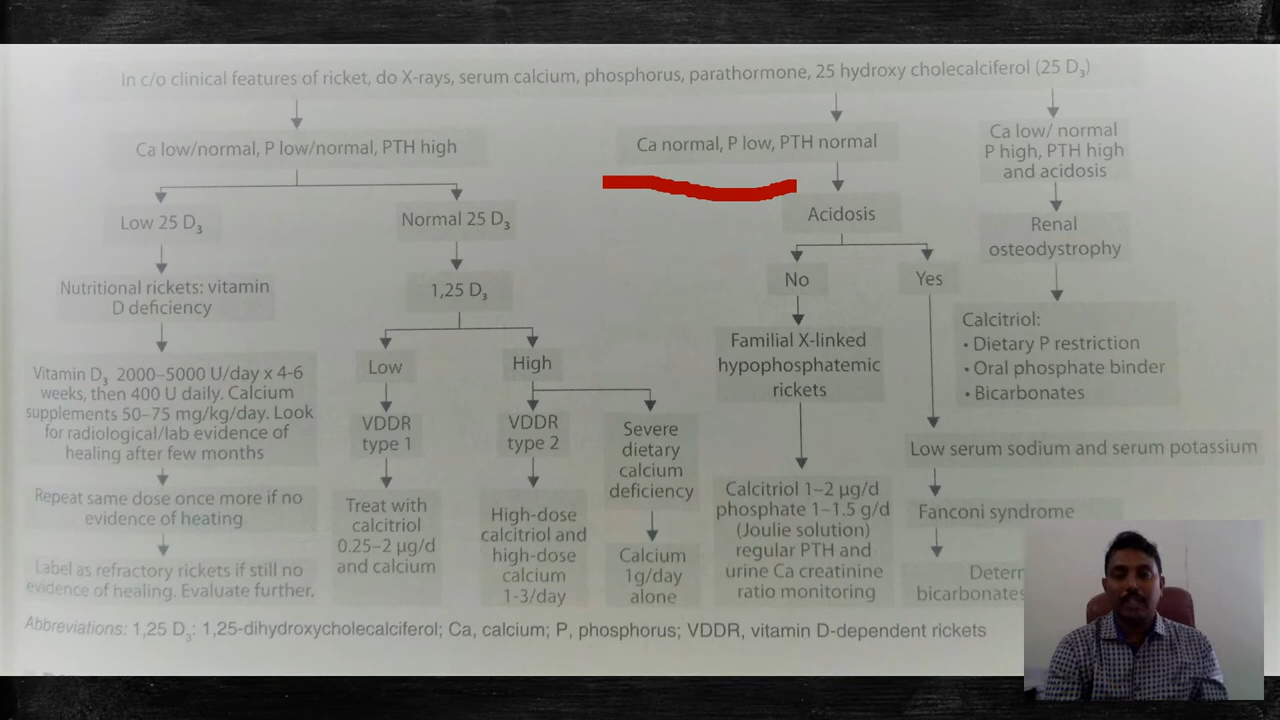 In c/o clinical features of ricket, do X-rays, serum calcium, phosphorus, parathormone, 25 hydroxy cholecalciferol (25 D₃)
Ca low/normal, P low/normal, PTH high
Low 25 D₃
Nutritional rickets: vitamin
D deficiency
Vitamin D₃ 2000–5000 U/day x 4-6
weeks, then 400 U daily. Calcium
supplements 50–75 mg/kg/day. Look
for radiological/lab evidence of
healing after few months
Repeat same dose once more if no
evidence of heating
Label as refractory rickets if still no
evidence of healing. Evaluate further.
Normal 25 D₃
1,25 D₃
Low
VDDR
type 1
Treat with
calcitriol
0.25–2 µg/d
and calcium
High
VDDR
type 2
High-dose
calcitriol and
high-dose
calcium
1-3/day
Severe
dietary
calcium
deficiency
Calcium
1g/day
alone
Ca normal, P low, PTH normal
Acidosis
No
Familial X-linked
hypophosphatemic
rickets
Calcitriol 1–2 µg/d
phosphate 1–1.5 g/d
(Joulie solution)
regular PTH and
urine Ca creatinine
ratio monitoring
Yes
Low serum sodium and serum potassium
Fanconi syndrome
Deterr
bicarbonates
Ca low/ normal
P high, PTH high
and acidosis
Renal
osteodystrophy
Calcitriol:
• Dietary P restriction
• Oral phosphate binder
• Bicarbonates
Abbreviations: 1,25 D₃: 1,25-dihydroxycholecalciferol; Ca, calcium; P, phosphorus; VDDR, vitamin D-dependent rickets